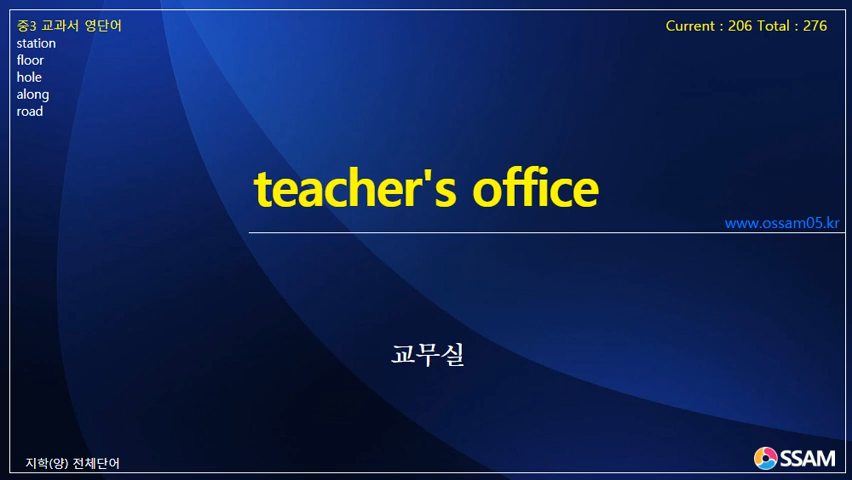 중3 교과서 영단어
Current : 206 Total : 276
station
floor
hole
along
road
teacher's office
www.ossam05.kr
교무실
지학(양) 전체단어
OSSAM